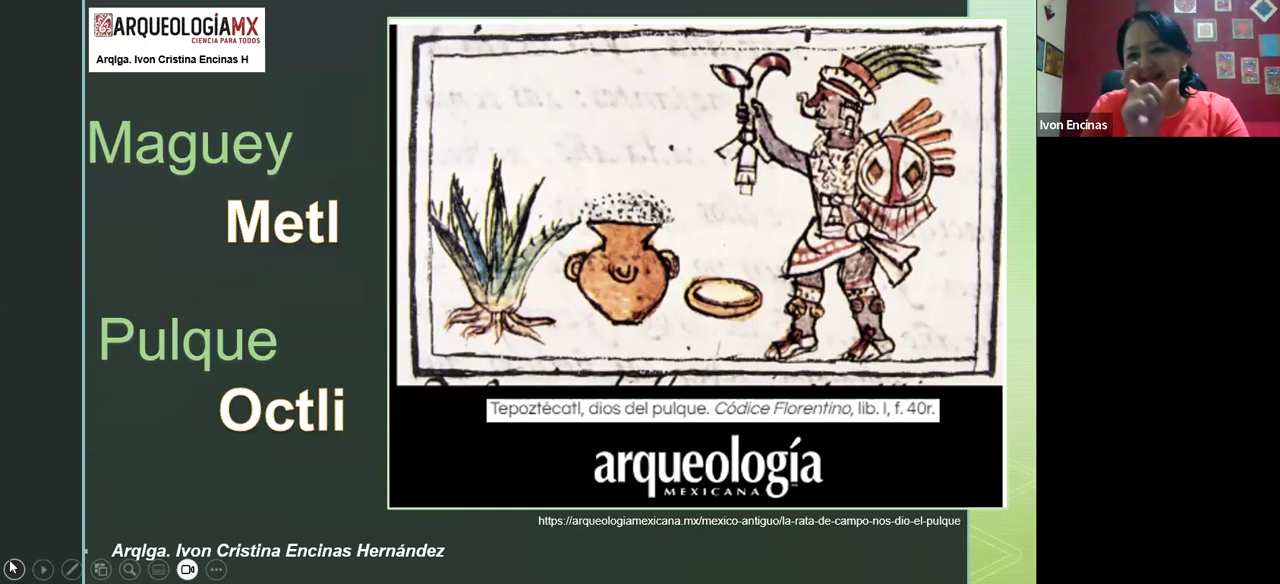 ARQUEOLOGÍAMX
CIENCIA PARA TODOS
Arqlga. Ivon Cristina Encinas H
Maguey
Metl
Pulque
Octli
Tepoztécatl, dios del pulque. Códice Florentino, lib. I, f. 40r.
arqueología
MEXICANA
https://arqueologiamexicana.mx/mexico-antiguo/la-rata-de-campo-nos-dio-el-pulque
Arqlga. Ivon Cristina Encinas Hernández
Ivon Encinas